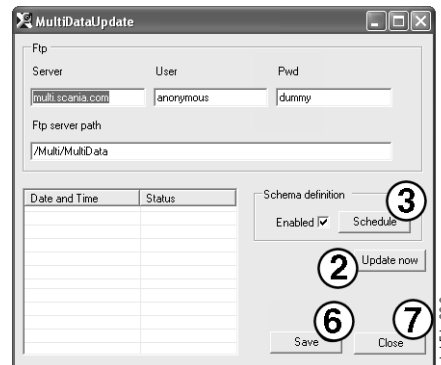 MultiDataUpdate
Ftp
Server User Pwd
multi.scania.com anonymous dummy
Ftp server path
/Multi/MultiData
Date and Time Status
Schema definition
3
Enabled Schedule
2 Update now
6 7
Save Close